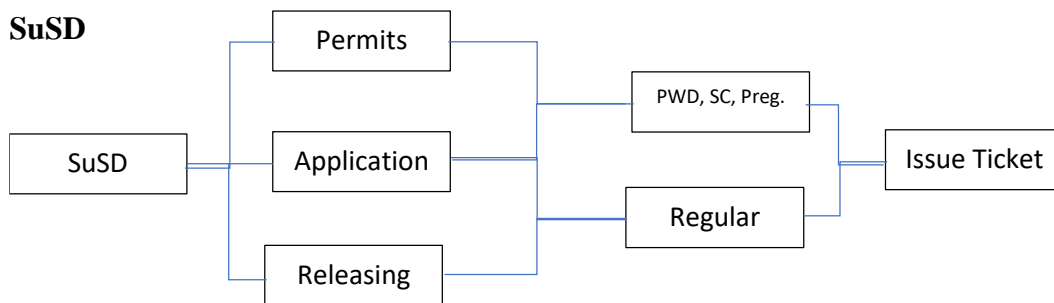 SuSD
Permits
PWD, SC, Preg.
SuSD
Application
Issue Ticket
Regular
Releasing